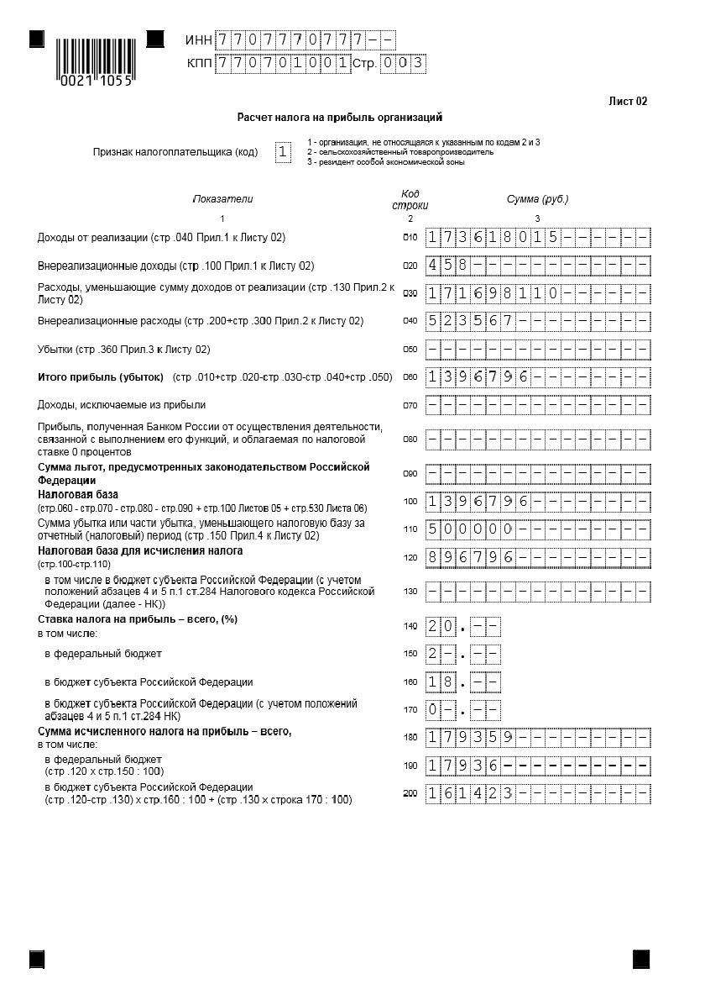 ИНН 7707770777--
КПП 770701001 Стр. 003
0021 1055
Лист 02
Расчет налога на прибыль организаций
Признак налогоплательщика (код) 1
1 - организация, не относящаяся к указанным по кодам 2 и 3
2 - сельскохозяйственный товаропроизводитель
3 - резидент особой экономической зоны
Показатели Код строки Сумма (руб.)
1 2 3
Доходы от реализации (стр .040 Прил.1 к Листу 02) 010 173618015------
Внереализационные доходы (стр .100 Прил.1 к Листу 02) 020 458------------
Расходы, уменьшающие сумму доходов от реализации (стр .130 Прил.2 к
Листу 02) 030 171698110------
Внереализационные расходы (стр .200+стр .300 Прил.2 к Листу 02) 040 523567---------
Убытки (стр .360 Прил.3 к Листу 02) 050 ---------------
Итого прибыль (убыток) (стр .010+стр .020-стр .030-стр .040+стр .050) 060 1396796--------
Доходы, исключаемые из прибыли 070 ---------------
Прибыль, полученная Банком России от осуществления деятельности,
связанной с выполнением его функций, и облагаемая по налоговой 080 ---------------
ставке 0 процентов
Сумма льгот, предусмотренных законодательством Российской
Федерации 090 ---------------
Налоговая база
(стр.060 - стр.070 - стр.080 - стр.090 + стр.100 Листов 05 + стр.530 Листа 06) 100 1396796--------
Сумма убытка или части убытка, уменьшающего налоговую базу за
отчетный (налоговый) период (стр .150 Прил.4 к Листу 02) 110 500000---------
Налоговая база для исчисления налога
(стр.100-стр.110) 120 896796---------
в том числе в бюджет субъекта Российской Федерации (с учетом
положений абзацев 4 и 5 п.1 ст.284 Налогового кодекса Российской 130 ---------------
Федерации (далее - НК))
Ставка налога на прибыль – всего, (%) 140 20.--
в том числе:
в федеральный бюджет 150 2-.--
в бюджет субъекта Российской Федерации 160 18.--
в бюджет субъекта Российской Федерации (с учетом положений
абзацев 4 и 5 п.1 ст.284 НК) 170 0-.--
Сумма исчисленного налога на прибыль – всего, 180 179359---------
в том числе:
в федеральный бюджет
(стр .120 х стр.150 : 100) 190 17936----------
в бюджет субъекта Российской Федерации
(стр .120-стр .130) х стр.160 : 100 + (стр .130 х строка 170 : 100) 200 161423---------